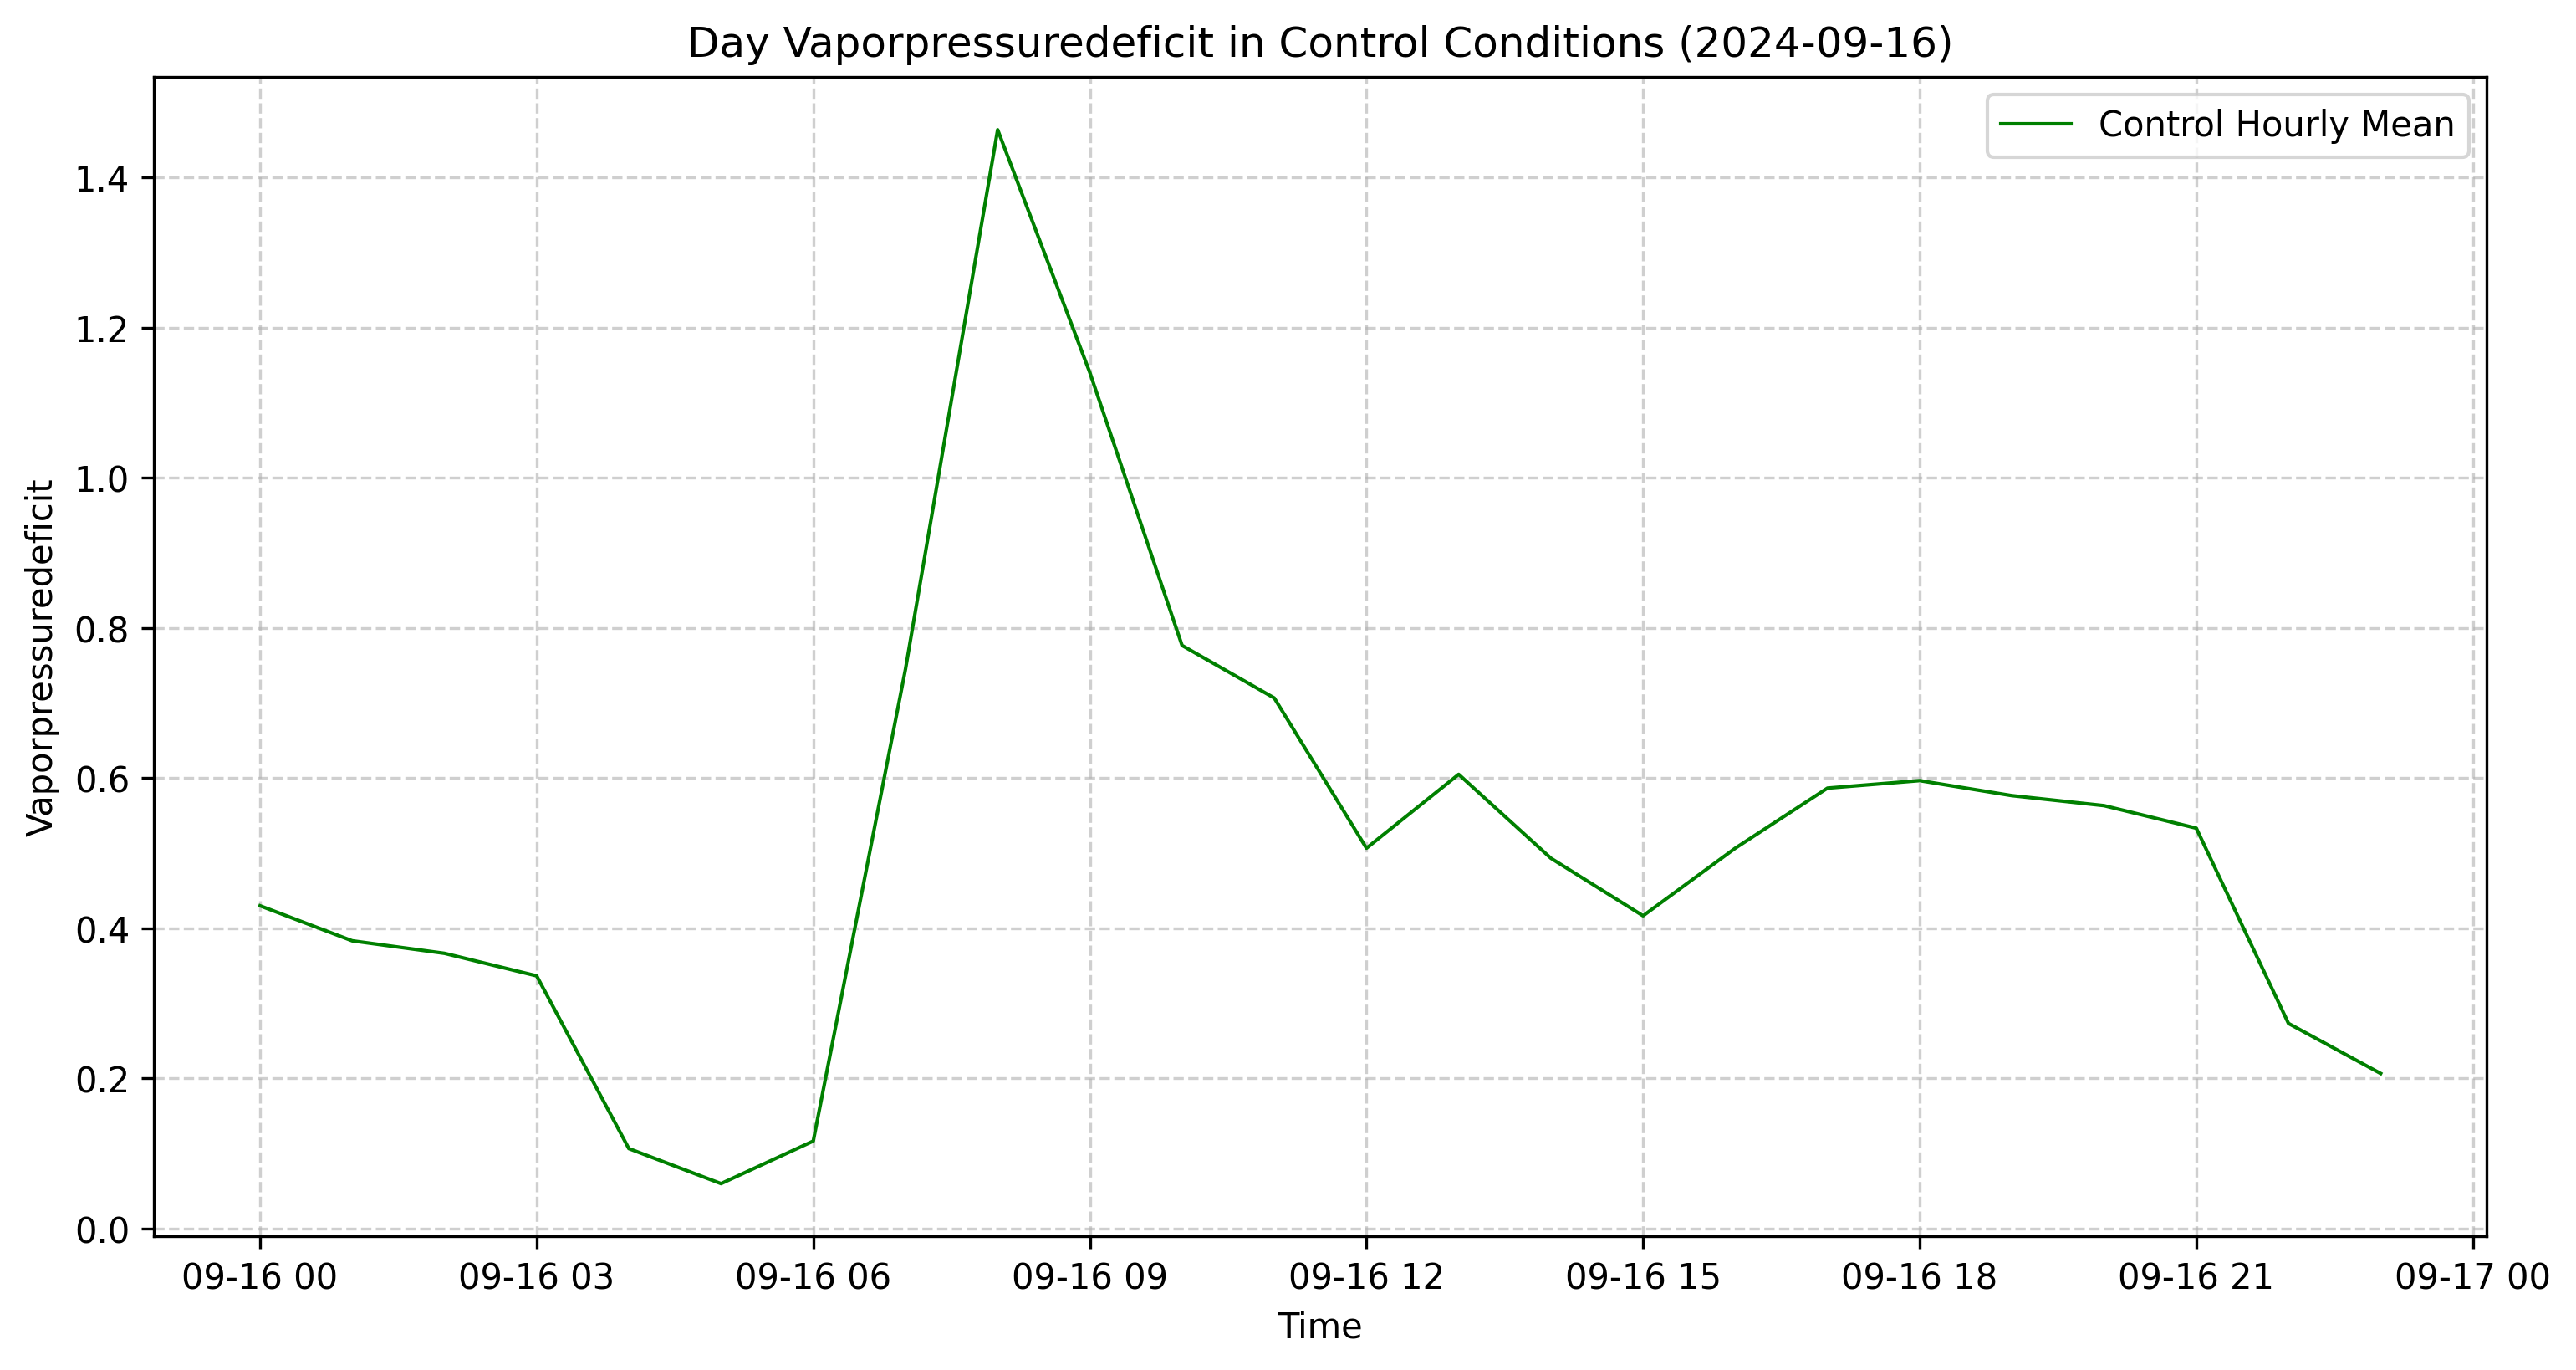 Day Vaporpressuredeficit in Control Conditions (2024-09-16)
Control Hourly Mean
Vaporpressuredeficit
1.4
1.2
1.0
0.8
0.6
0.4
0.2
0.0
09-16 00 09-16 03 09-16 06 09-16 09 09-16 12 09-16 15 09-16 18 09-16 21 09-17 00
Time